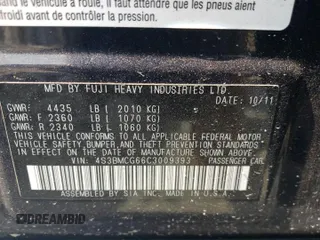 le véhicule a roulé, il faut attendre que les pneus aient
froidi avant de contrôler la pression.
MFD BY FUJI HEAVY INDUSTRIES LTD.
DATE: 10/11
GVWR: 4435 LB (2010 KG)
GAWR: F 2360 LB (1070 KG)
GAWR: R 2340 LB (1060 KG)
THIS VEHICLE CONFORMS TO ALL APPLICABLE FEDERAL MOTOR
VEHICLE SAFETY, BUMPER, AND THEFT PREVENTION STANDARDS
IN EFFECT ON THE DATE OF MANUFACTURE SHOWN ABOVE.
VIN: 4S3BMCG66C3009393 PASSENGER CAR
ASSEMBLED BY SIA MADE IN U.S.A.
DREAMBID